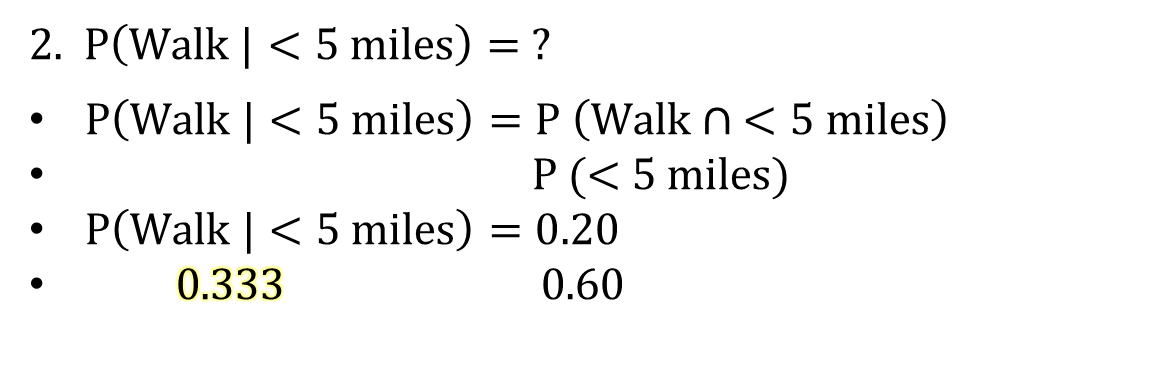 2. P(Walk | < 5 miles) = ?
• P(Walk | < 5 miles) = P (Walk ∩ < 5 miles)
• P (< 5 miles)
• P(Walk | < 5 miles) = 0.20
• 0.333 0.60